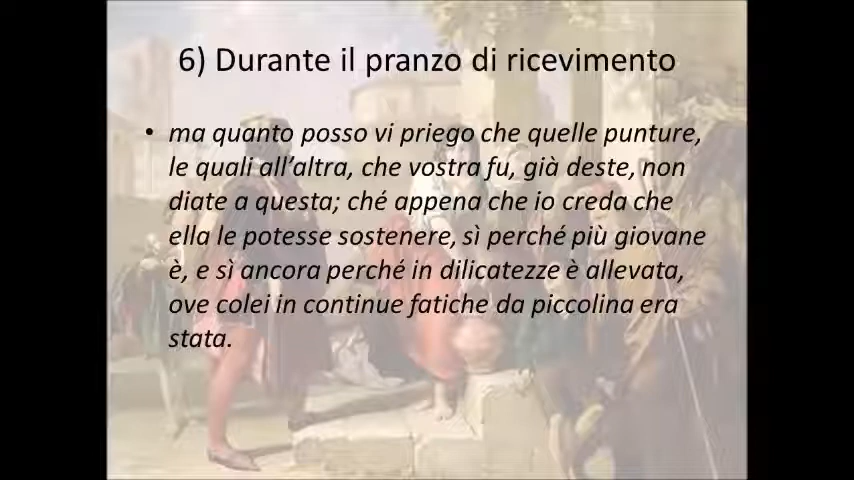 6) Durante il pranzo di ricevimento
• ma quanto posso vi priego che quelle punture,
le quali all'altra, che vostra fu, già deste, non
diate a questa; ché appena che io creda che
ella le potesse sostenere, sì perché più giovane
è, e sì ancora perché in dilicatezze è allevata,
ove colei in continue fatiche da piccolina era
stata.